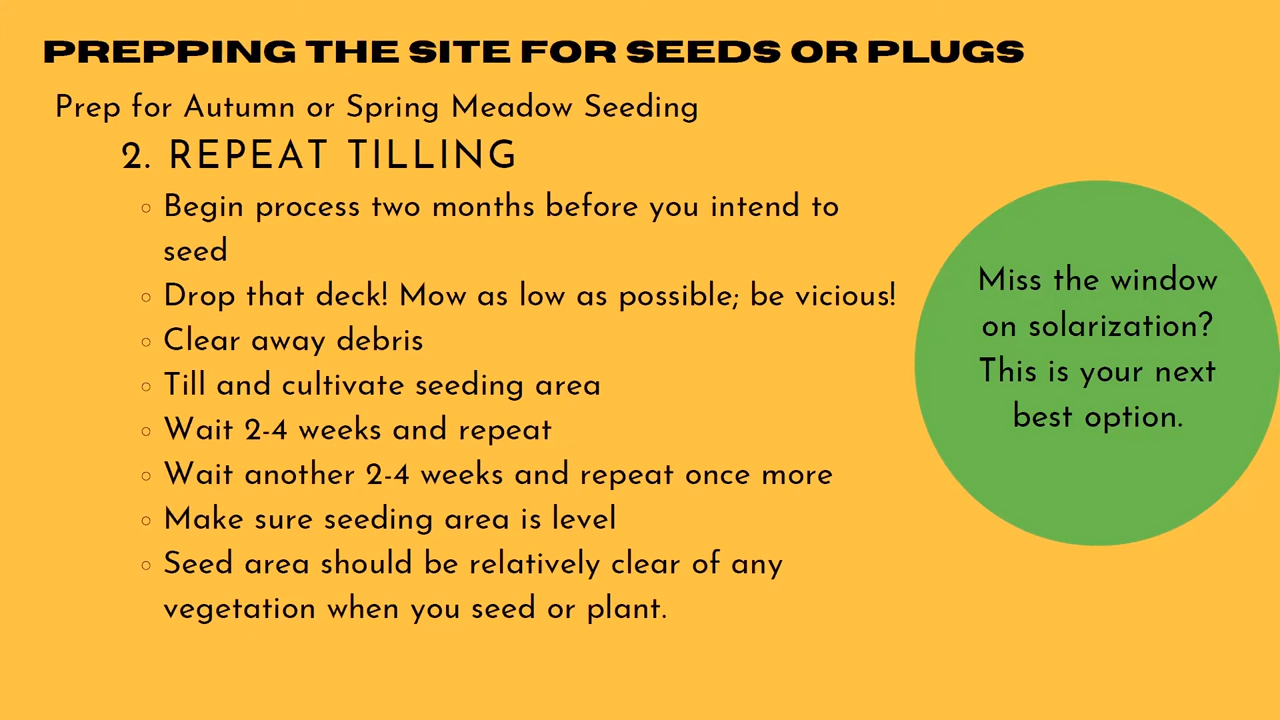 PREPPING THE SITE FOR SEEDS OR PLUGS
Prep for Autumn or Spring Meadow Seeding
2. REPEAT TILLING
Begin process two months before you intend to
seed
Drop that deck! Mow as low as possible; be vicious!
Clear away debris
Till and cultivate seeding area
Wait 2-4 weeks and repeat
Wait another 2-4 weeks and repeat once more
Make sure seeding area is level
Seed area should be relatively clear of any
vegetation when you seed or plant.
Miss the window
on solarization?
This is your next
best option.